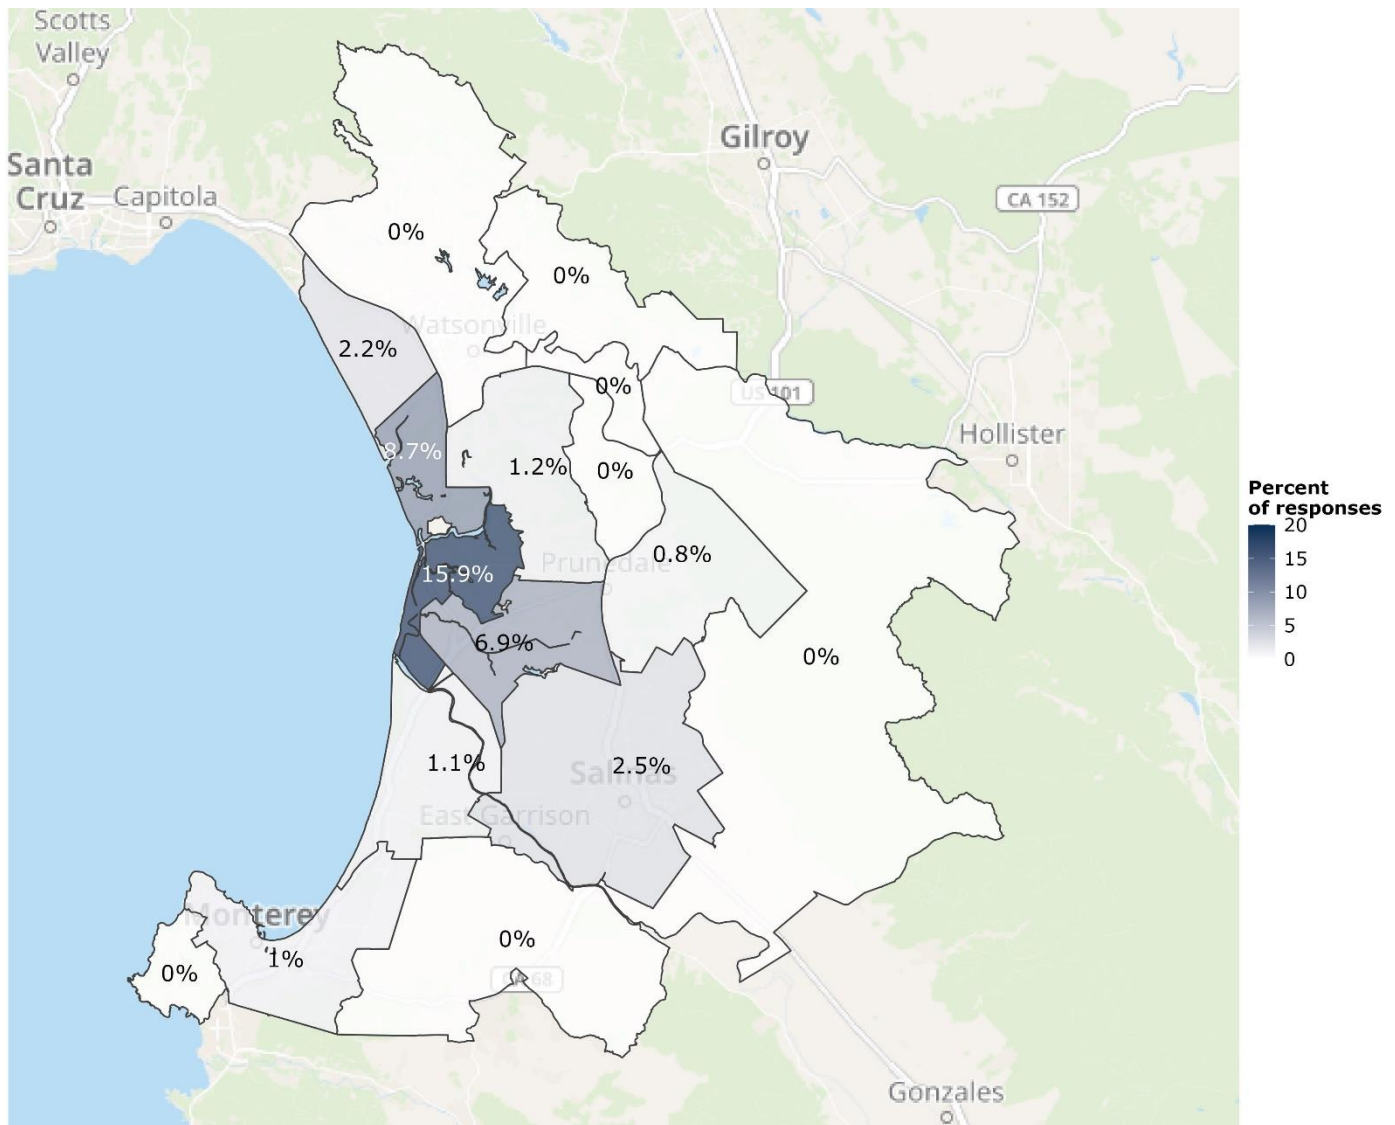 Scotts
Valley
Gilroy
Santa
Cruz
Capitola
CA 152
0%
0%
Watsonville
2.2%
0%
US 101
8.7%
1.2%
0%
Hollister
Percent
of responses
20
15
10
5
0
0.8%
Prunedale
15.9%
6.9%
0%
1.1%
2.5%
Salinas
East Garrison
Monterey
0%
1%
0%
CA 68
Gonzales